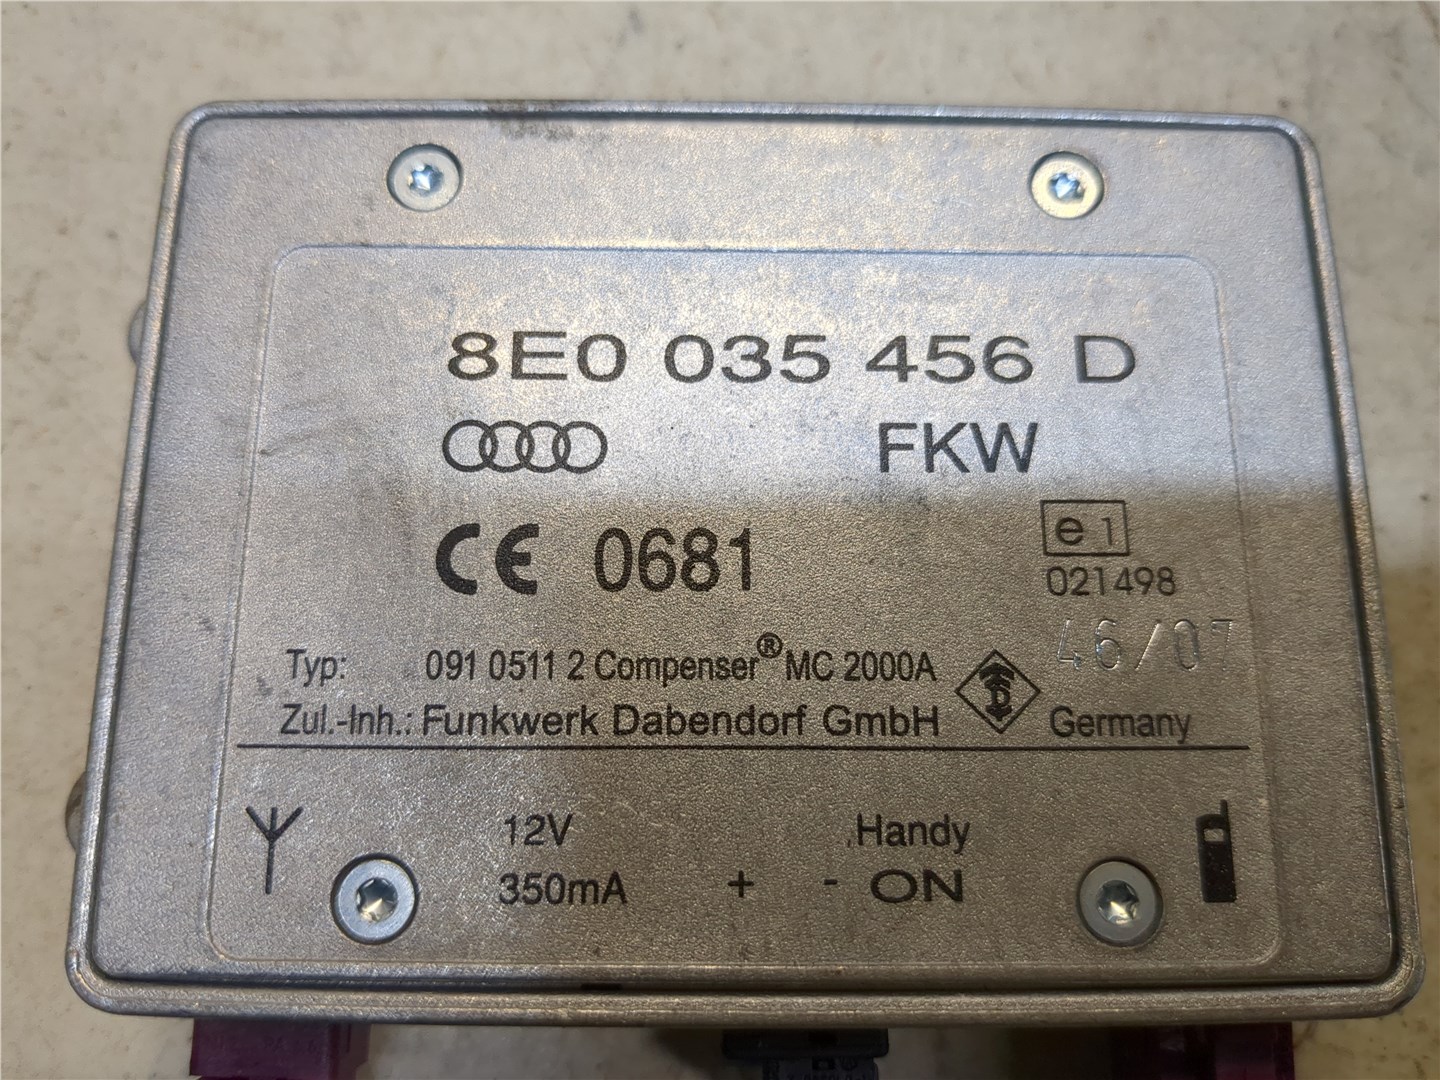 8E0 035 456 D
FKW
CE 0681
e1
021498
46/07
Typ: 091 0511 2 Compenser® MC 2000A
Zul.-Inh.: Funkwerk Dabendorf GmbH Germany
12V Handy
350mA + - ON